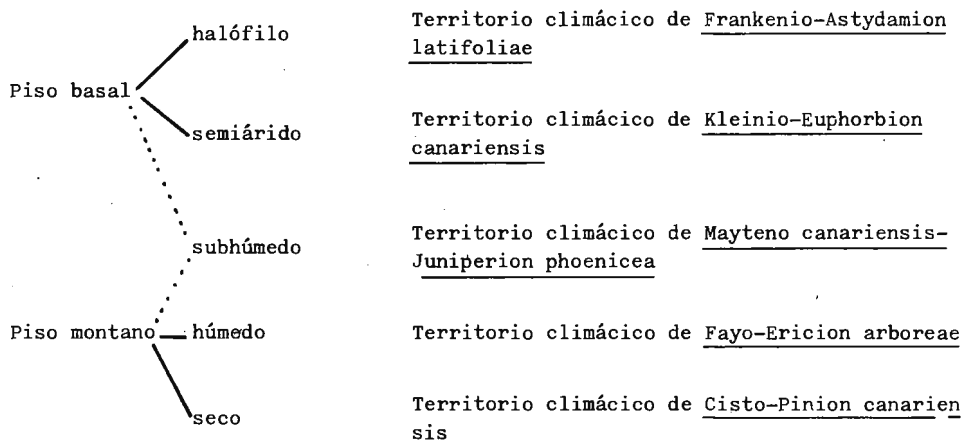 halófilo Territorio climácico de Frankenio-Astydamion
latifoliae
Piso basal
semiárido Territorio climácico de Kleinio-Euphorbion
canariensis
subhúmedo Territorio climácico de Mayteno canariensis-
Juniperion phoenicea
Piso montano húmedo Territorio climácico de Fayo-Ericion arboreae
seco Territorio climácico de Cisto-Pinion canarien
sis